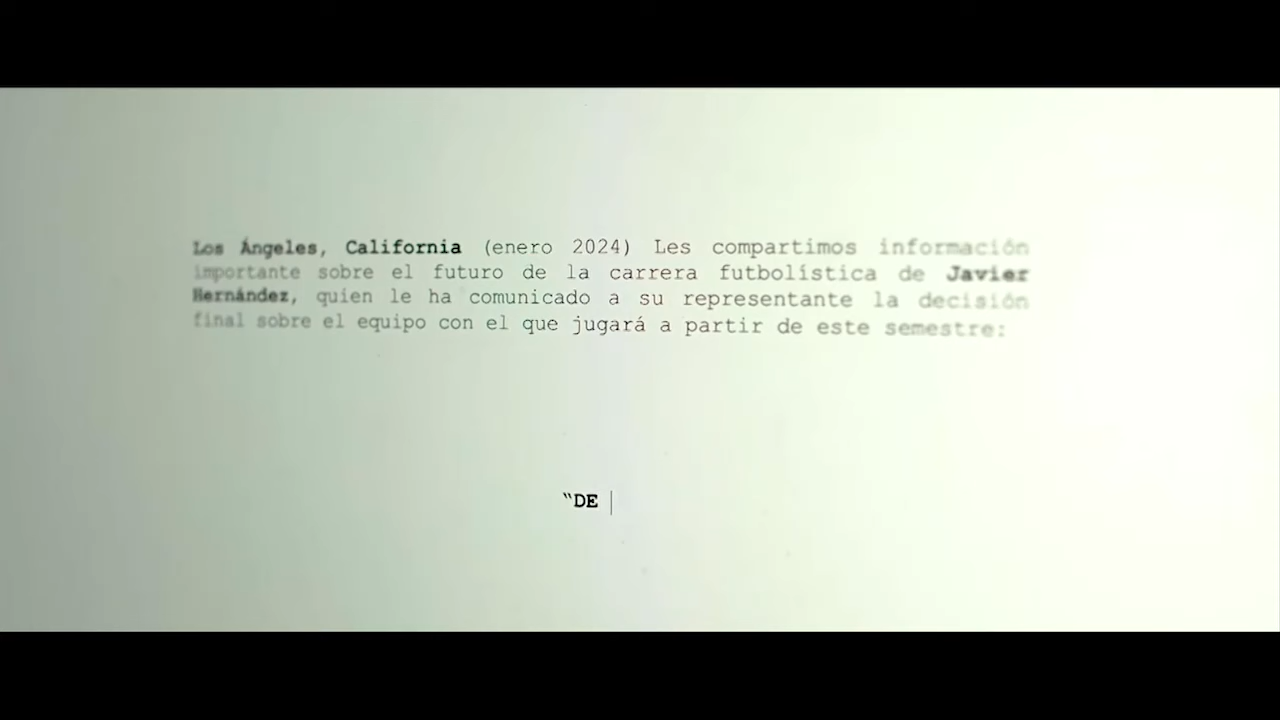 Los Ángeles, California (enero 2024) Les compartimos información
importante sobre el futuro de la carrera futbolística de Javier
Hernández, quien le ha comunicado a su representante la decisión
final sobre el equipo con el que jugará a partir de este semestre:
“DE